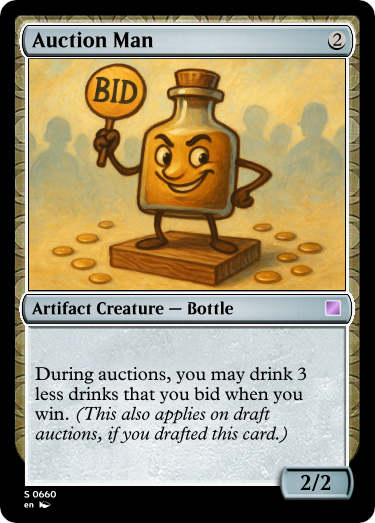 Auction Man 2
BID
Artifact Creature — Bottle
During auctions, you may drink 3
less drinks that you bid when you
win. (This also applies on draft
auctions, if you drafted this card.)
2/2
S 0660
en